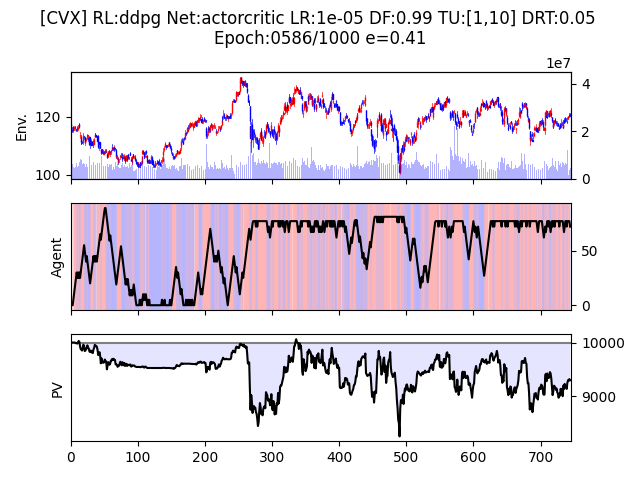 [CVX] RL:ddpg Net:actorcritic LR:1e-05 DF:0.99 TU:[1,10] DRT:0.05
Epoch:0586/1000 e=0.41
1e7
Env.
120
100
4
2
0
Agent
50
0
PV
10000
9000
0 100 200 300 400 500 600 700